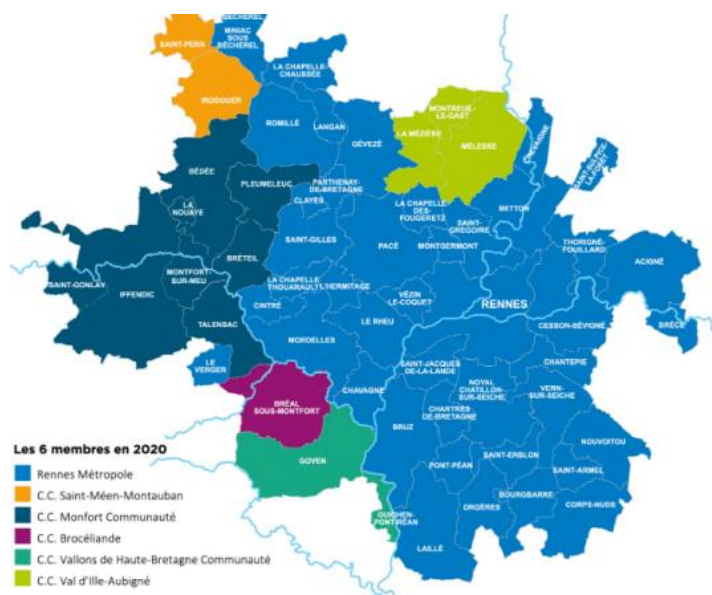 BÉCHEREL
MINIAC
SOUS
BÉCHEREL
SAINT-PERN
LA CHAPELLE-
CHAUSSÉE
IRODOUER
ROMILLÉ
LANGAN
GÉVEZÉ
MONTREUIL-
LE-GAST
LA MÉZIÈRE
MÉLESSE
CHEVAIGNÉ
SAINT-SULPICE-
LA-FORÊT
BÉDÉE
PLEUMELEUC
PARTHENAY-
DE-BRETAGNE
CLAYES
LA
NOUAYE
LA CHAPELLE-
DES-
FOUGERETZ
SAINT-
GRÉGOIRE
BETTON
SAINT-GILLES
PACÉ
MONTGERMONT
THORIGNÉ-
FOUILLARD
ACIGNÉ
BRÉTEIL
SAINT-GONLAY
IFFENDIC
MONTFORT-
SUR-MEU
LA CHAPELLE
THOUARAULT
L'HERMITAGE
VÉZIN
LE-COQUET
RENNES
CINTRÉ
TALENSAC
LE RHEU
MORDELLES
CESSON-SÉVIGNÉ
BRÉCÉ
LE
VERGER
SAINT-JACQUES
DE-LA-LANDE
CHANTEPIE
CHAVAGNE
NOYAL
CHATILLON-
SUR-SEICHE
VERN-
SUR-SEICHE
BRÉAL
SOUS-MONTFORT
CHARTRES-
DE-BRETAGNE
BRUZ
NOUVOITOU
GOVEN
PONT-PÉAN
SAINT-ERBLON
SAINT-ARMEL
BOURGBARRÉ
ORGÈRES
CORPS-NUDS
GUICHEN-
PONT-RÉAN
LAILLÉ
Les 6 membres en 2020
Rennes Métropole
C.C. Saint-Méen-Montauban
C.C. Monfort Communauté
C.C. Brocéliande
C.C. Vallons de Haute-Bretagne Communauté
C.C. Val d'Ille-Aubigné